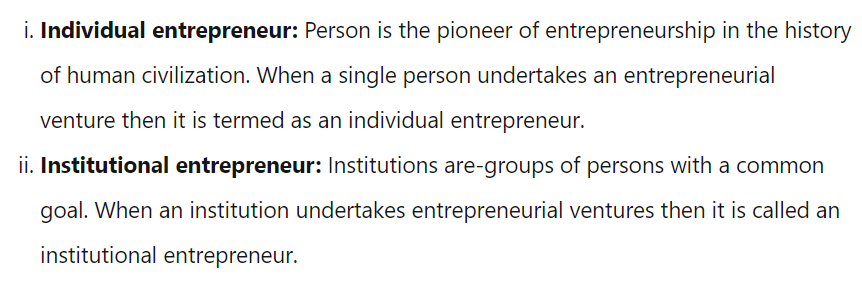 i. Individual entrepreneur: Person is the pioneer of entrepreneurship in the history
of human civilization. When a single person undertakes an entrepreneurial
venture then it is termed as an individual entrepreneur.
ii. Institutional entrepreneur: Institutions are-groups of persons with a common
goal. When an institution undertakes entrepreneurial ventures then it is called an
institutional entrepreneur.